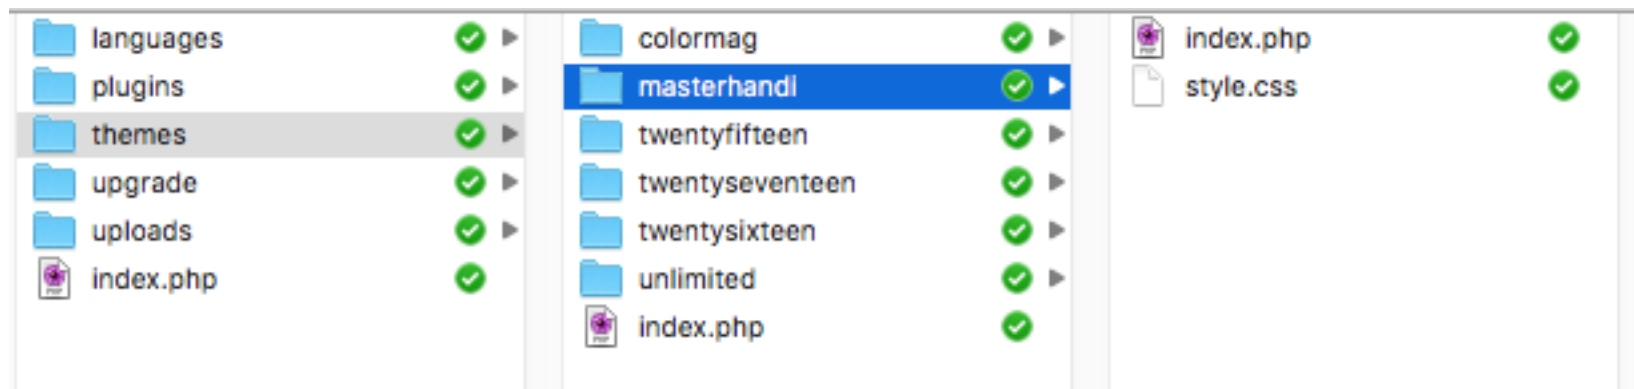 languages
plugins
themes
upgrade
uploads
index.php
colormag
masterhandl
twentyfifteen
twentyseventeen
twentysixteen
unlimited
index.php
index.php
style.css